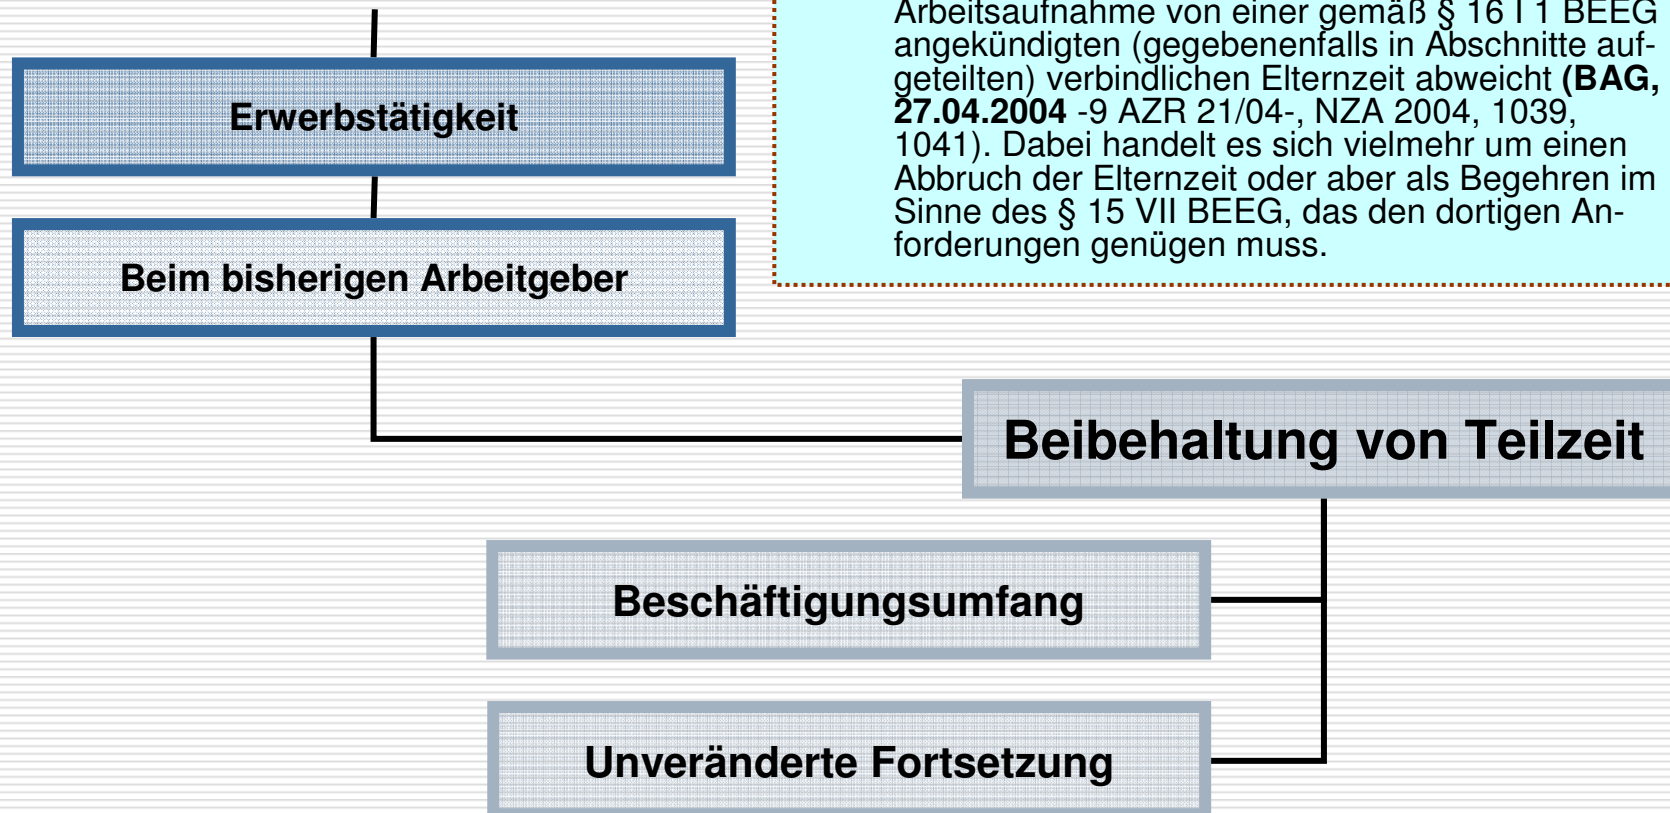 Arbeitsaufnahme von einer gemäß § 16 I 1 BEEG
angekündigten (gegebenenfalls in Abschnitte auf-
geteilten) verbindlichen Elternzeit abweicht (BAG,
27.04.2004 -9 AZR 21/04-, NZA 2004, 1039,
1041). Dabei handelt es sich vielmehr um einen
Abbruch der Elternzeit oder aber als Begehren im
Sinne des § 15 VII BEEG, das den dortigen An-
forderungen genügen muss.
Erwerbstätigkeit
Beim bisherigen Arbeitgeber
Beibehaltung von Teilzeit
Beschäftigungsumfang
Unveränderte Fortsetzung